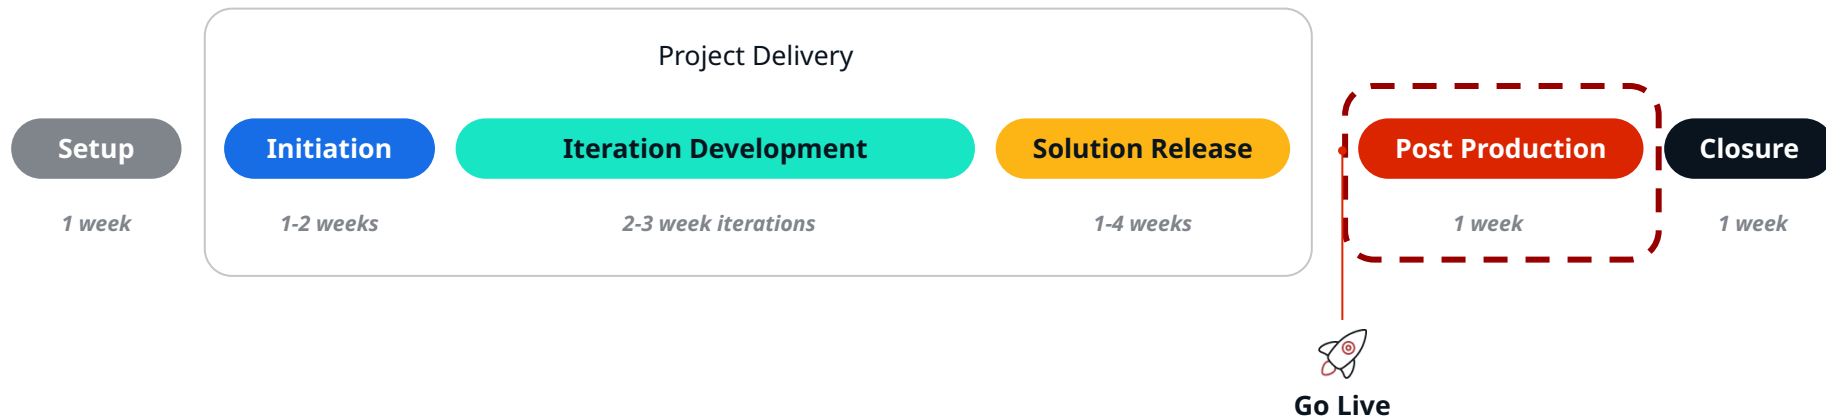 Project Delivery
Setup
Initiation
Iteration Development
Solution Release
Post Production
Closure
1 week
1-2 weeks
2-3 week iterations
1-4 weeks
1 week
1 week
Go Live